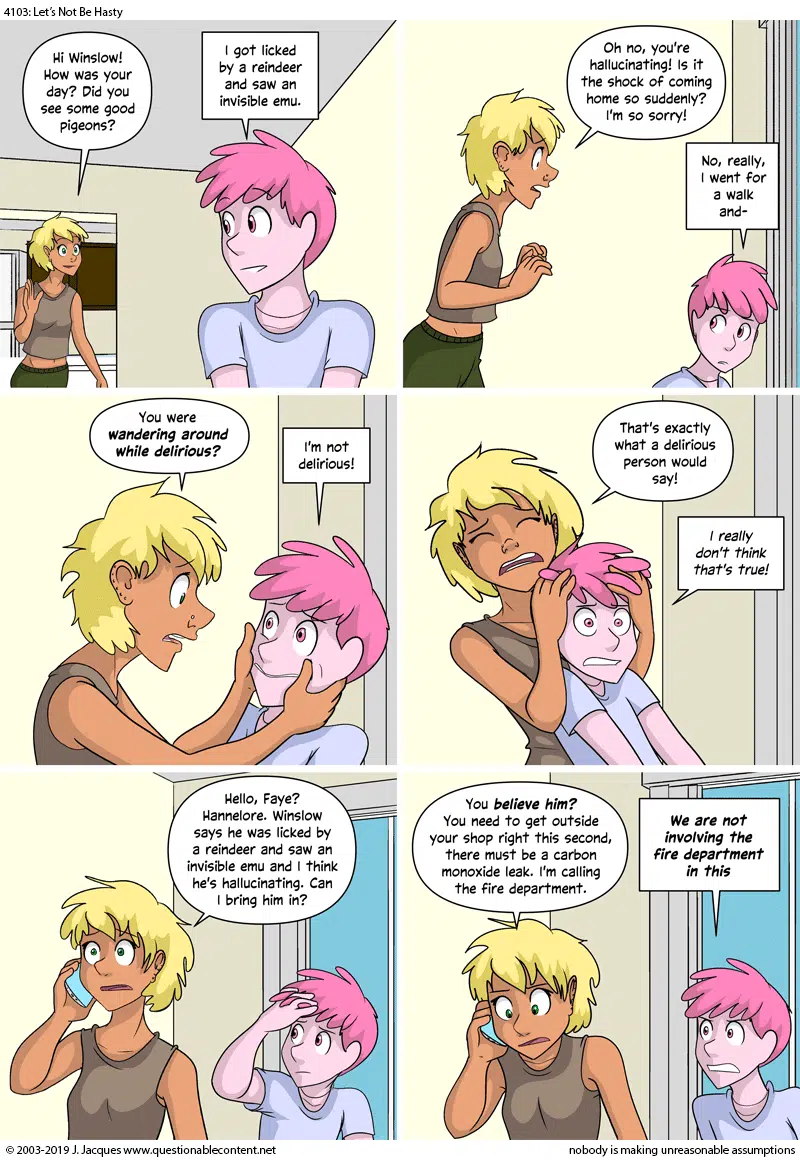 4103: Let's Not Be Hasty
Hi Winslow!
How was your
day? Did you
see some good
pigeons?
I got licked
by a reindeer
and saw an
invisible emu.
Oh no, you're
hallucinating! Is it
the shock of coming
home so suddenly?
I'm so sorry!
No, really,
I went for
a walk
and-
You were
wandering around
while delirious?
I'm not
delirious!
That's exactly
what a delirious
person would
say!
I really
don't think
that's true!
Hello, Faye?
Hannelore. Winslow
says he was licked by
a reindeer and saw an
invisible emu and I think
he's hallucinating. Can
I bring him in?
You believe him?
You need to get outside
your shop right this second,
there must be a carbon
monoxide leak. I'm calling
the fire department.
We are not
involving the
fire department
in this
© 2003-2019 J. Jacques www.questionablecontent.net
nobody is making unreasonable assumptions